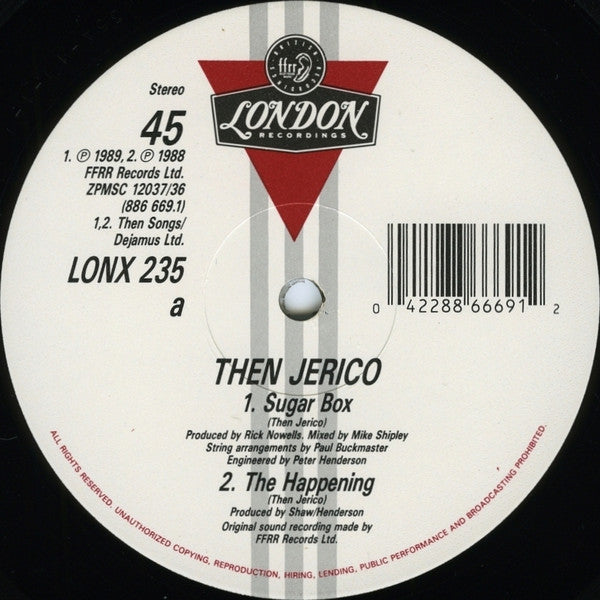 BRITISH
ffrr
LONDON
RECORDINGS
Stereo
45
1. ℗ 1989, 2. ℗ 1988
FFRR Records Ltd.
ZPMSC 12037/36
(886 669.1)
1,2. Then Songs/
Dejamus Ltd.
LONX 235
a
0 42288 66691 2
THEN JERICO
1. Sugar Box
(Then Jerico)
Produced by Rick Nowells. Mixed by Mike Shipley
String arrangements by Paul Buckmaster
Engineered by Peter Henderson
2. The Happening
(Then Jerico)
Produced by Shaw/Henderson
Original sound recording made by
FFRR Records Ltd.
ALL RIGHTS RESERVED. UNAUTHORIZED COPYING, REPRODUCTION, HIRING, LENDING, PUBLIC PERFORMANCE AND BROADCASTING PROHIBITED.